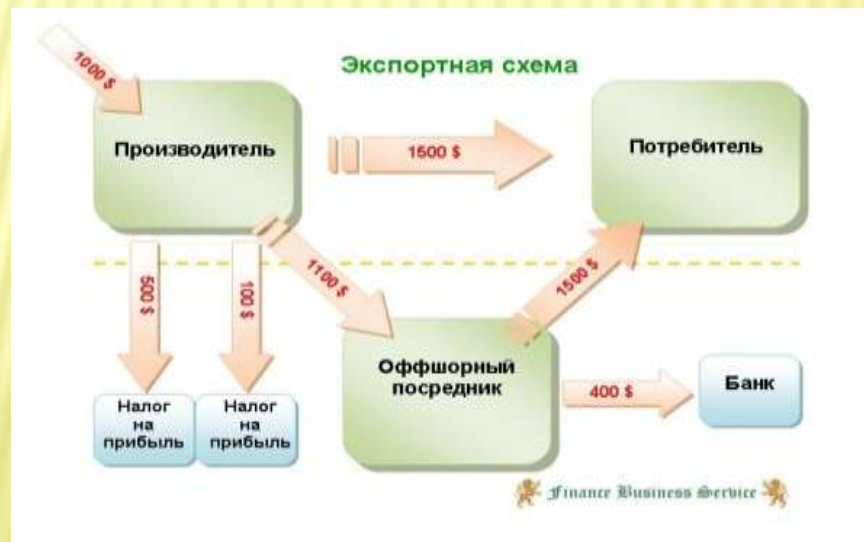 1000 $
Экспортная схема
Производитель
1500 $
Потребитель
1100 $
1500 $
500 $
100 $
Оффшорный
посредник
400 $
Банк
Налог
на
прибыль
Налог
на
прибыль
Finance Business Service